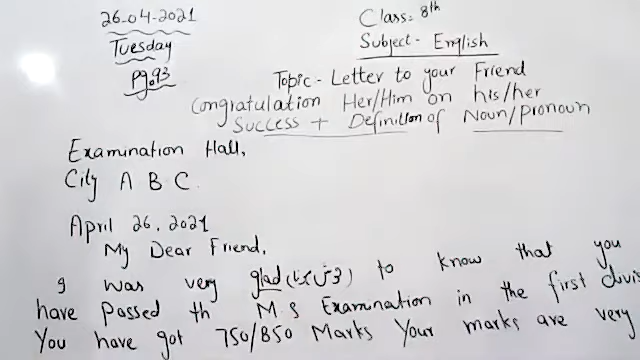 26-04-2021
Tuesday
Pg.93
Class: 8th
Subject- English
Topic- Letter to your Friend
Congratulation Her/Him on his/her
Success + Definition of Noun/Pronoun
Examination Hall,
City A B C.
April 26, 2021
My Dear Friend,
I was very glad to know that you
have passed th M.S Examination in the first
You have got 750/850 Marks Your marks are very